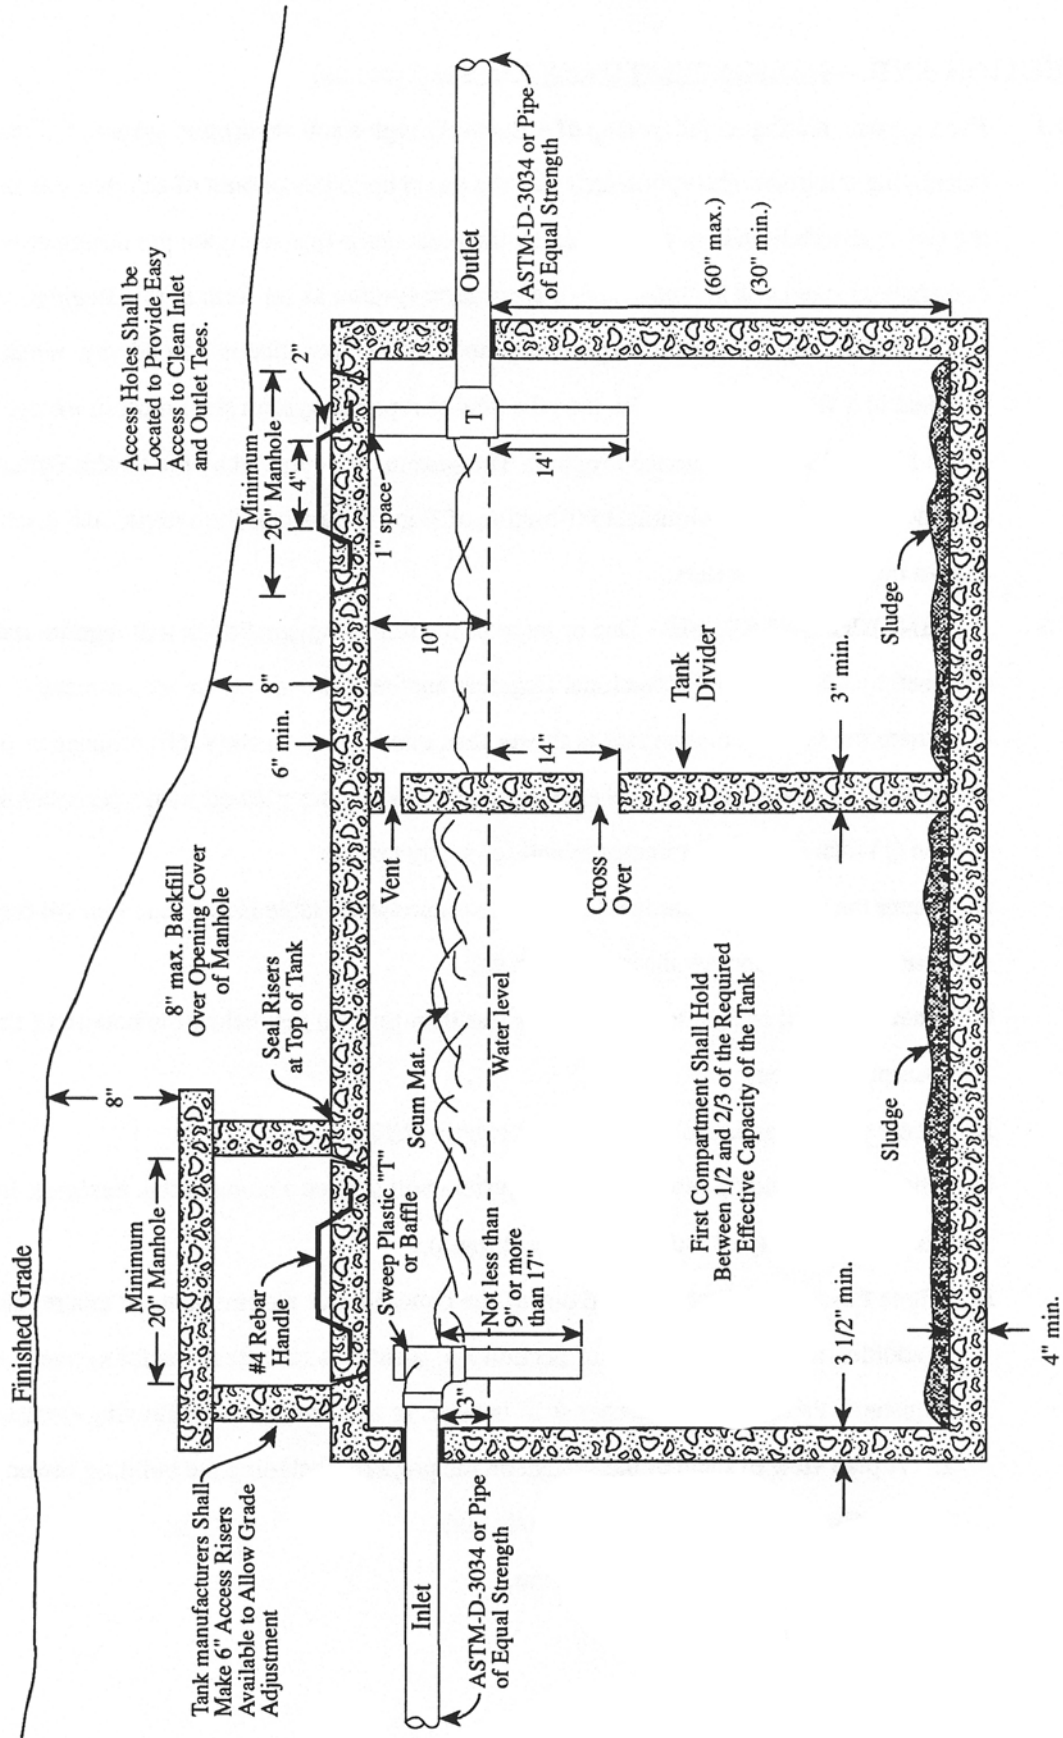 Finished Grade
Tank manufacturers Shall
Make 6" Access Risers
Available to Allow Grade
Adjustment
Minimum
20" Manhole
#4 Rebar
Handle
8"
8" max. Backfill
Over Opening Cover
of Manhole
Seal Risers
at Top of Tank
6" min.
8"
Access Holes Shall be
Located to Provide Easy
Access to Clean Inlet
and Outlet Tees.
Minimum
20" Manhole
4"
2"
1" space
Inlet
ASTM-D-3034 or Pipe
of Equal Strength
Sweep Plastic "T"
or Baffle
3"
Not less than
9" or more
than 17"
Scum Mat.
Water level
Vent
Cross
Over
14"
10"
Tank
Divider
T
14'
Outlet
ASTM-D-3034 or Pipe
of Equal Strength
(60" max.)
(30" min.)
First Compartment Shall Hold
Between 1/2 and 2/3 of the Required
Effective Capacity of the Tank
3 1/2" min.
Sludge
3" min.
Sludge
4" min.